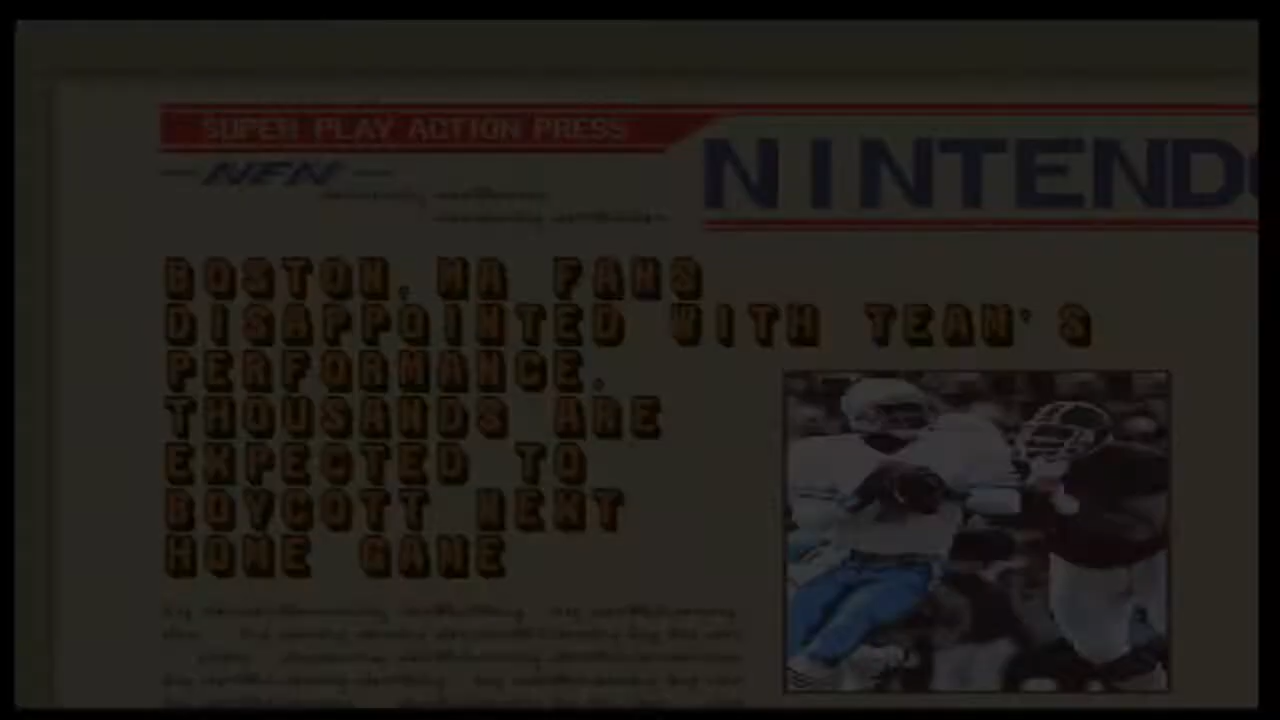 SUPER PLAY ACTION PRESS
NFN
NINTENDO
BOSTON, MA FANS
DISAPPOINTED WITH TEAM'S
PERFORMANCE.
THOUSANDS ARE
EXPECTED TO
BOYCOTT NEXT
HOME GAME